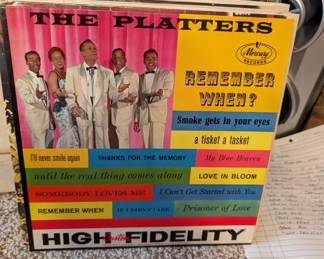 THE PLATTERS
Mercury
RECORDS
REMEMBER
WHEN?
Smoke gets in your eyes
a tisket a tasket
I'll never smile again
THANKS FOR THE MEMORY
My Blue Heaven
until the real thing comes along
LOVE IN BLOOM
SOMEBODY LOVES ME
I Can't Get Started with You
REMEMBER WHEN
IF I DIDN'T CARE
Prisoner of Love
HIGH FIDELITY